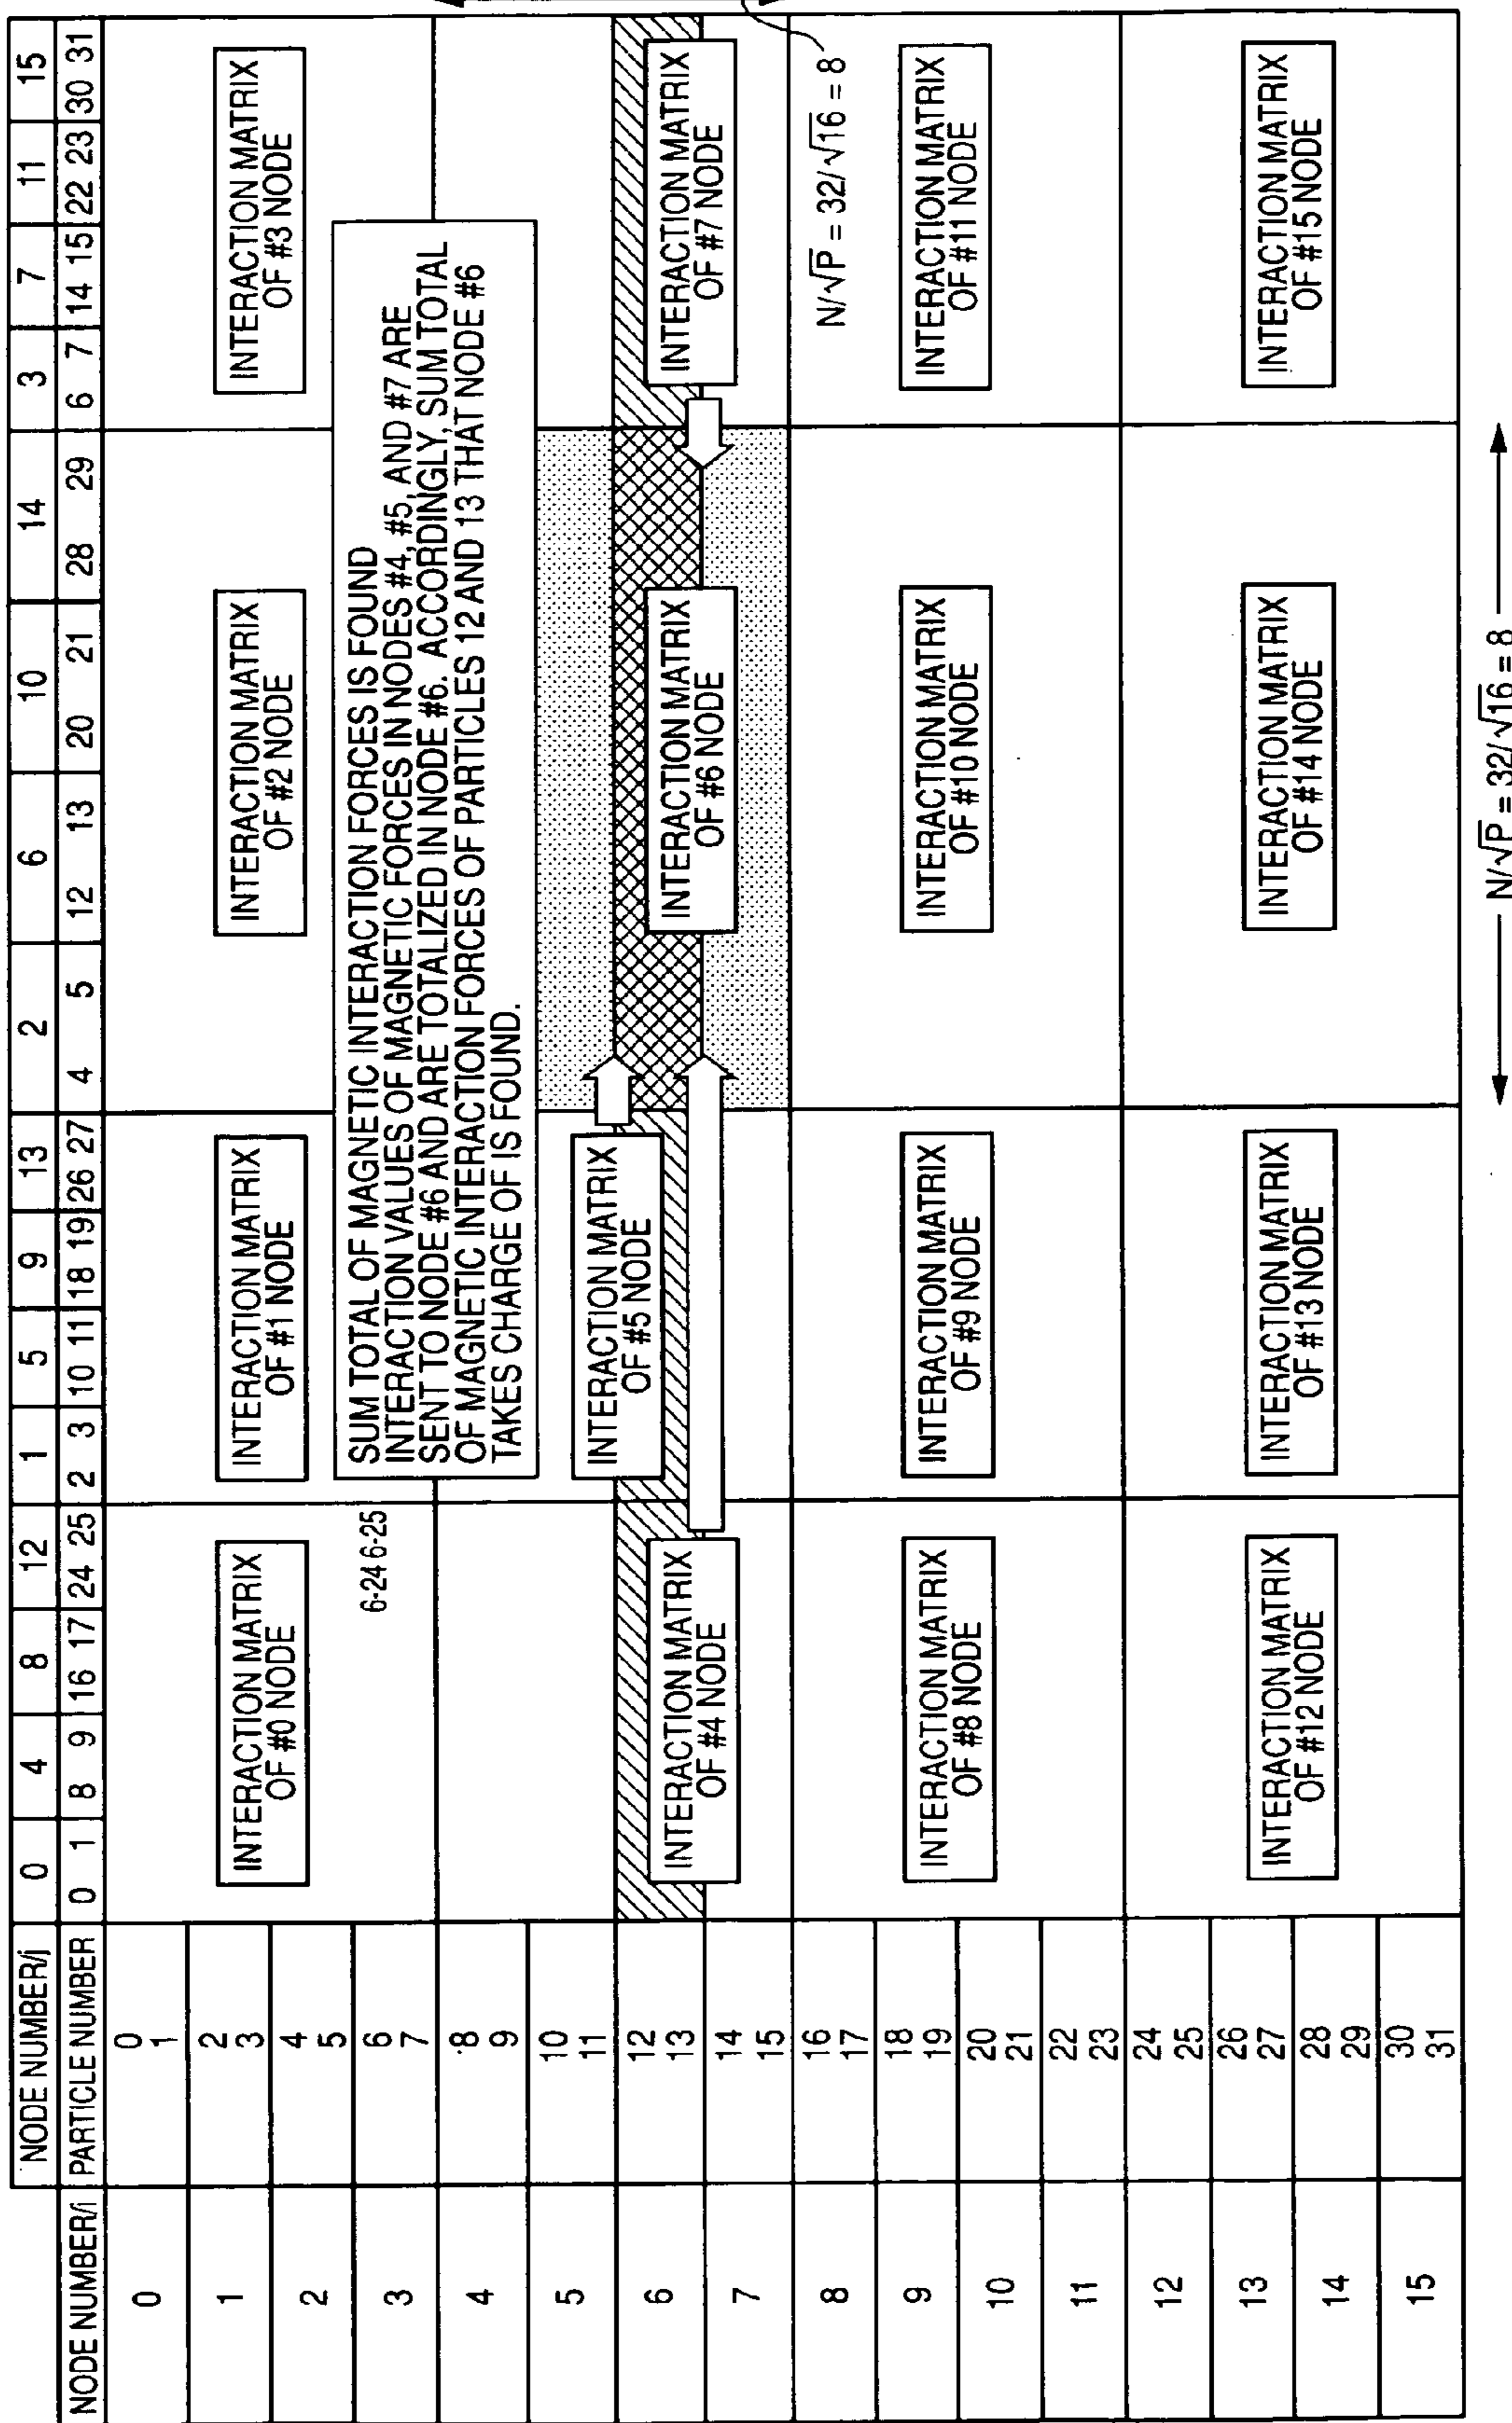 NODE NUMBER/j 0 4 8 12 1 5 9 13 2 6 10 14 3 7 11 15
NODE NUMBER/i PARTICLE NUMBER 0 1 8 9 16 17 24 25 2 3 10 11 18 19 26 27 4 5 12 13 20 21 28 29 6 7 14 15 22 23 30 31
0 0
1
1 2
3
2 4
5
3 6
7
4 8
9
5 10
11
6 12
13
7 14
15
8 16
17
9 18
19
10 20
21
11 22
23
12 24
25
13 26
27
14 28
29
15 30
31
INTERACTION MATRIX
OF #0 NODE
INTERACTION MATRIX
OF #1 NODE
INTERACTION MATRIX
OF #2 NODE
INTERACTION MATRIX
OF #3 NODE
6-24 6-25
SUM TOTAL OF MAGNETIC INTERACTION FORCES IS FOUND
INTERACTION VALUES OF MAGNETIC FORCES IN NODES #4, #5, AND #7 ARE
SENT TO NODE #6 AND ARE TOTALIZED IN NODE #6. ACCORDINGLY, SUM TOTAL
OF MAGNETIC INTERACTION FORCES OF PARTICLES 12 AND 13 THAT NODE #6
TAKES CHARGE OF IS FOUND.
INTERACTION MATRIX
OF #4 NODE
INTERACTION MATRIX
OF #5 NODE
INTERACTION MATRIX
OF #6 NODE
INTERACTION MATRIX
OF #7 NODE
N/√P = 32/√16 = 8
INTERACTION MATRIX
OF #8 NODE
INTERACTION MATRIX
OF #9 NODE
INTERACTION MATRIX
OF #10 NODE
INTERACTION MATRIX
OF #11 NODE
INTERACTION MATRIX
OF #12 NODE
INTERACTION MATRIX
OF #13 NODE
INTERACTION MATRIX
OF #14 NODE
INTERACTION MATRIX
OF #15 NODE
N/√P = 32/√16 = 8